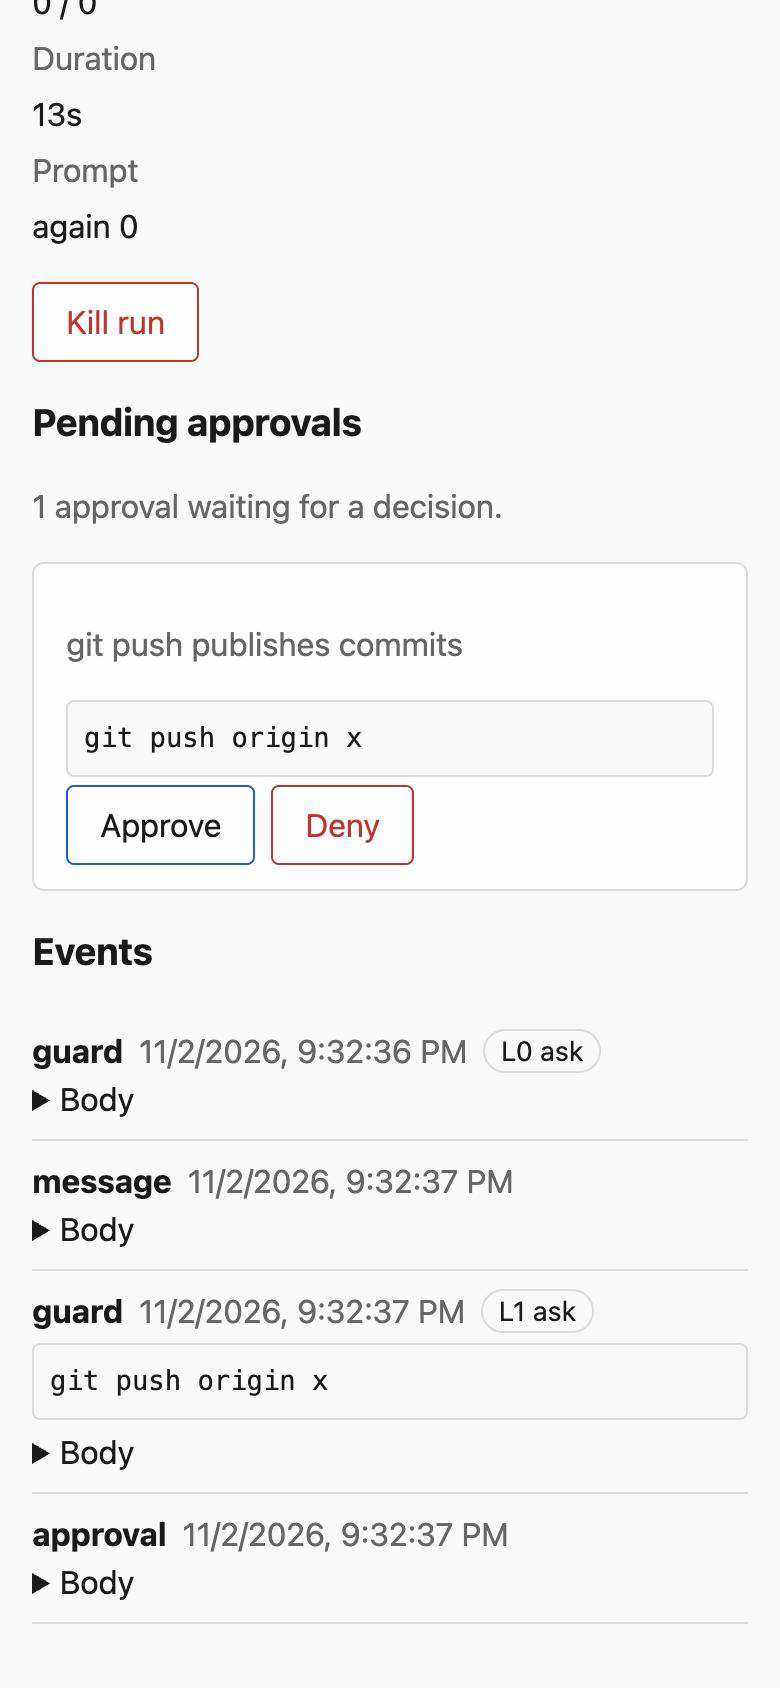 0 / 0
Duration
13s
Prompt
again 0
Kill run
Pending approvals
1 approval waiting for a decision.
git push publishes commits
git push origin x
Approve Deny
Events
guard 11/2/2026, 9:32:36 PM L0 ask
▶ Body
message 11/2/2026, 9:32:37 PM
▶ Body
guard 11/2/2026, 9:32:37 PM L1 ask
git push origin x
▶ Body
approval 11/2/2026, 9:32:37 PM
▶ Body